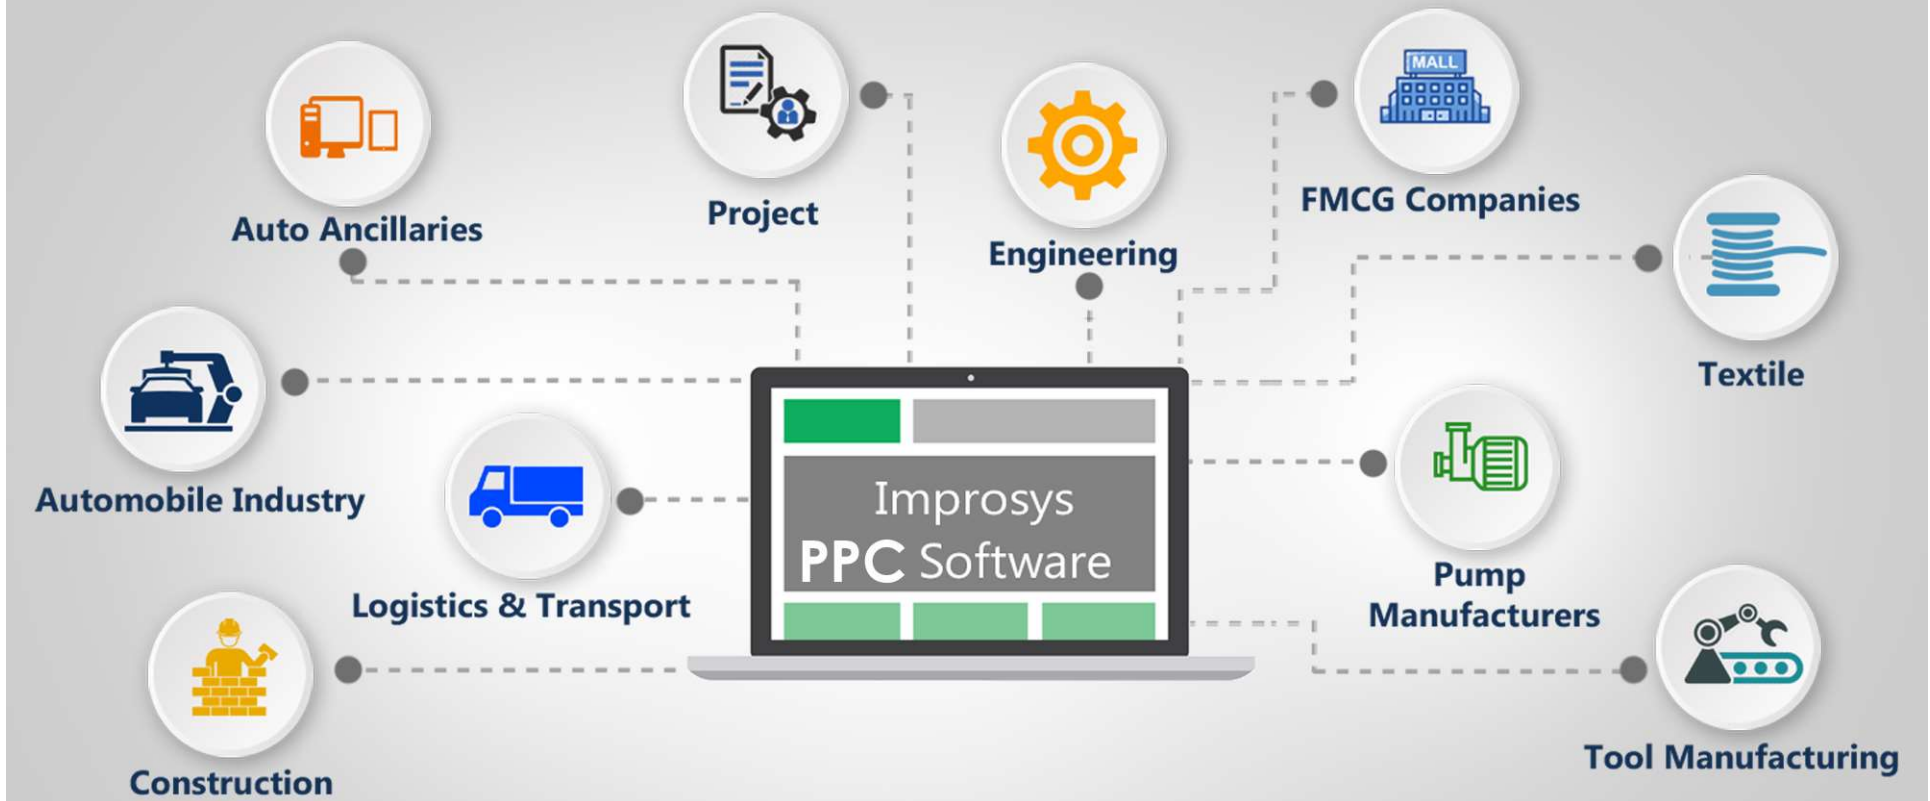 MALL
Project
FMCG Companies
Auto Ancillaries
Engineering
Textile
Automobile Industry
Improsys
PPC Software
Logistics & Transport
Pump
Manufacturers
Construction
Tool Manufacturing